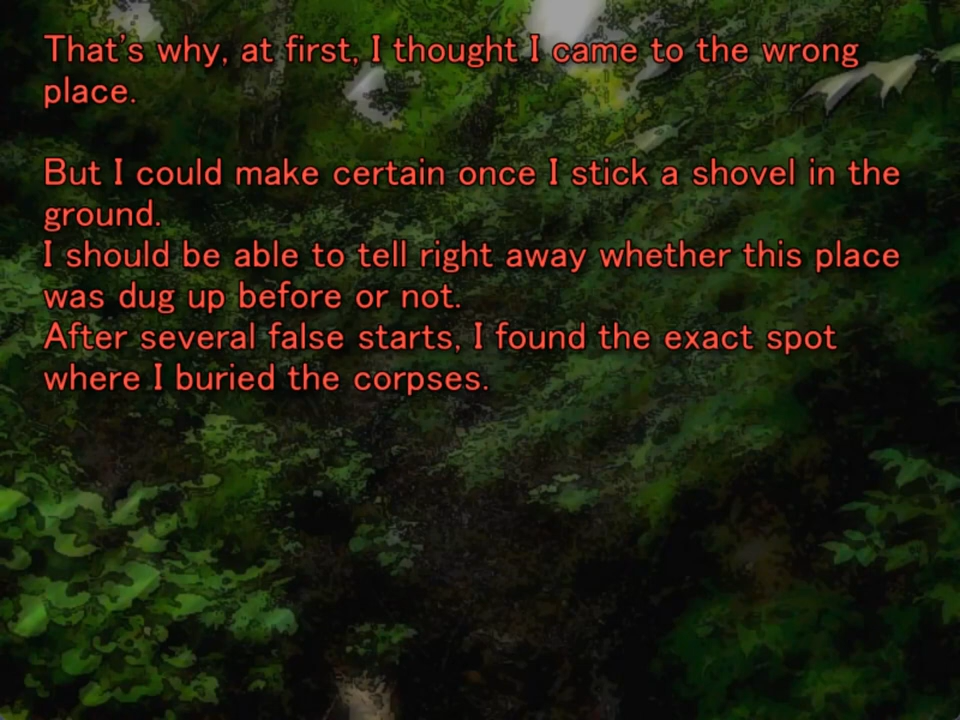 That's why, at first, I thought I came to the wrong
place.
But I could make certain once I stick a shovel in the
ground.
I should be able to tell right away whether this place
was dug up before or not.
After several false starts, I found the exact spot
where I buried the corpses.